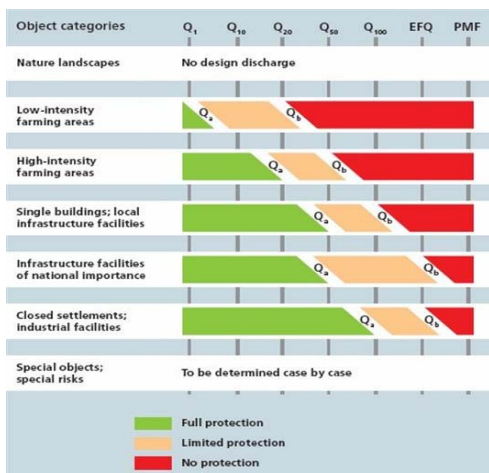 Object categories Q1 Q10 Q20 Q50 Q100 EFQ PMF
Nature landscapes No design discharge
Low-intensity
farming areas
Qa Qb
High-intensity
farming areas
Qa Qb
Single buildings; local
infrastructure facilities
Qa Qb
Infrastructure facilities
of national importance
Qa Qb
Closed settlements;
industrial facilities
Qa Qb
Special objects;
special risks
To be determined case by case
Full protection
Limited protection
No protection